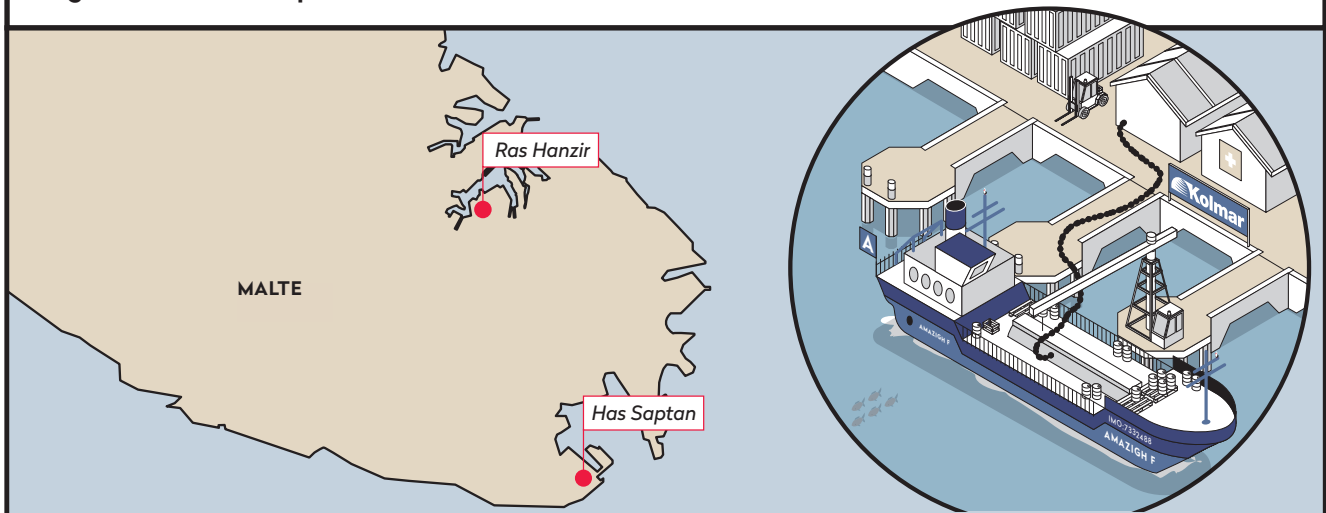 Ras Hanzir
MALTE
Has Saptan
Kolmar
A
AMAZIGH F
IMO-7332488
AMAZIGH F